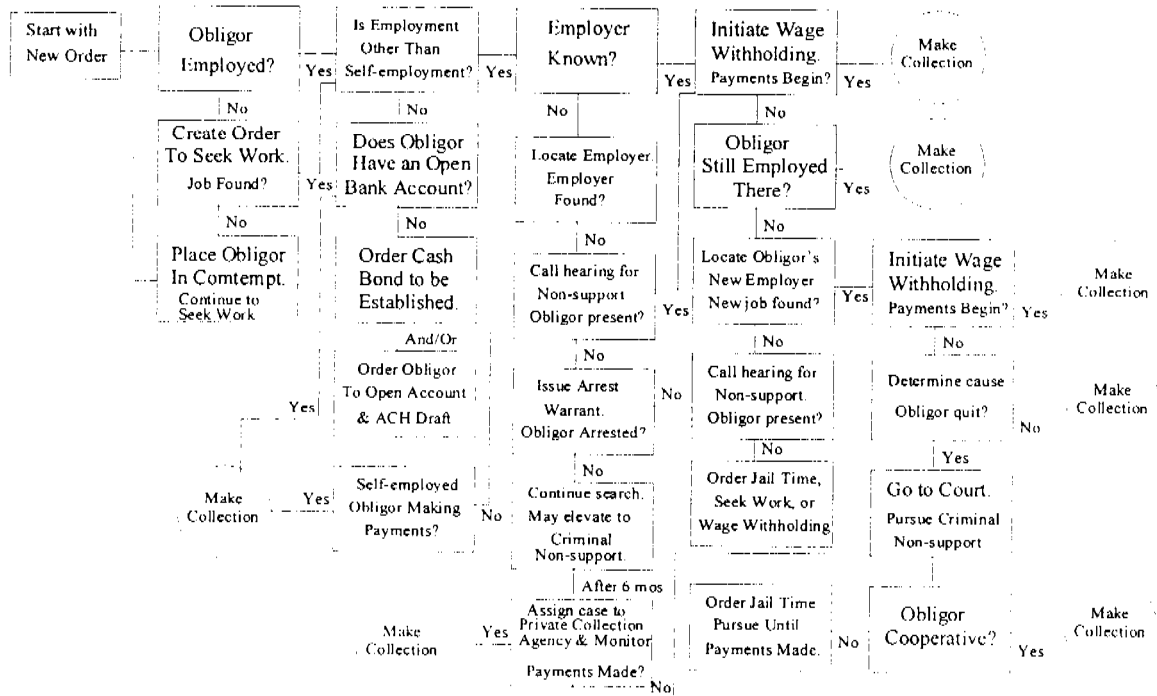 Start with
New Order
Obligor
Employed?
Yes
Is Employment
Other Than
Self-employment?
Yes
Employer
Known?
Yes
Initiate Wage
Withholding.
Payments Begin?
Yes
Make
Collection
No
No
No
No
Create Order
To Seek Work.
Job Found?
Yes
Does Obligor
Have an Open
Bank Account?
Locate Employer.
Employer
Found?
Obligor
Still Employed
There?
Yes
Make
Collection
No
No
No
No
Place Obligor
In Comtempt.
Continue to
Seek Work
Order Cash
Bond to be
Established.
Call hearing for
Non-support
Obligor present?
Yes
Locate Obligor's
New Employer
New job found?
Yes
Initiate Wage
Withholding.
Payments Begin?
Yes
Make
Collection
And/Or
No
No
No
Yes
Order Obligor
To Open Account
& ACH Draft
Issue Arrest
Warrant.
Obligor Arrested?
No
Call hearing for
Non-support.
Obligor present?
Determine cause
Obligor quit?
No
Make
Collection
No
No
Yes
Make
Collection
Yes
Self-employed
Obligor Making
Payments?
No
Continue search.
May elevate to
Criminal
Non-support.
Order Jail Time,
Seek Work, or
Wage Withholding
Go to Court.
Pursue Criminal
Non-support
After 6 mos
Make
Collection
Yes
Assign case to
Private Collection
Agency & Monitor
Payments Made?
No
Order Jail Time
Pursue Until
Payments Made.
No
Obligor
Cooperative?
Yes
Make
Collection